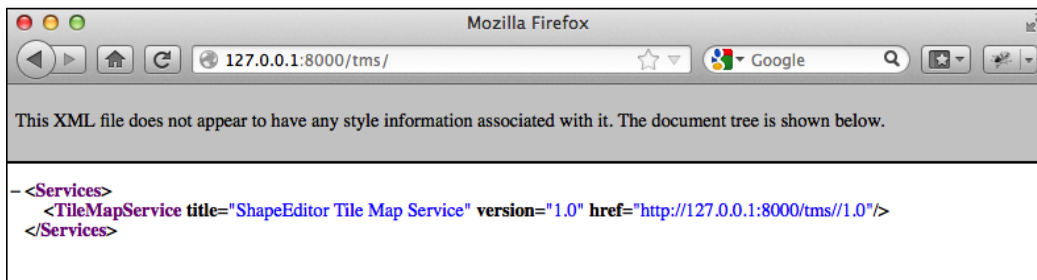 Mozilla Firefox
127.0.0.1:8000/tms/
Google
This XML file does not appear to have any style information associated with it. The document tree is shown below.
– <Services>
<TileMapService title="ShapeEditor Tile Map Service" version="1.0" href="http://127.0.0.1:8000/tms//1.0"/>
</Services>